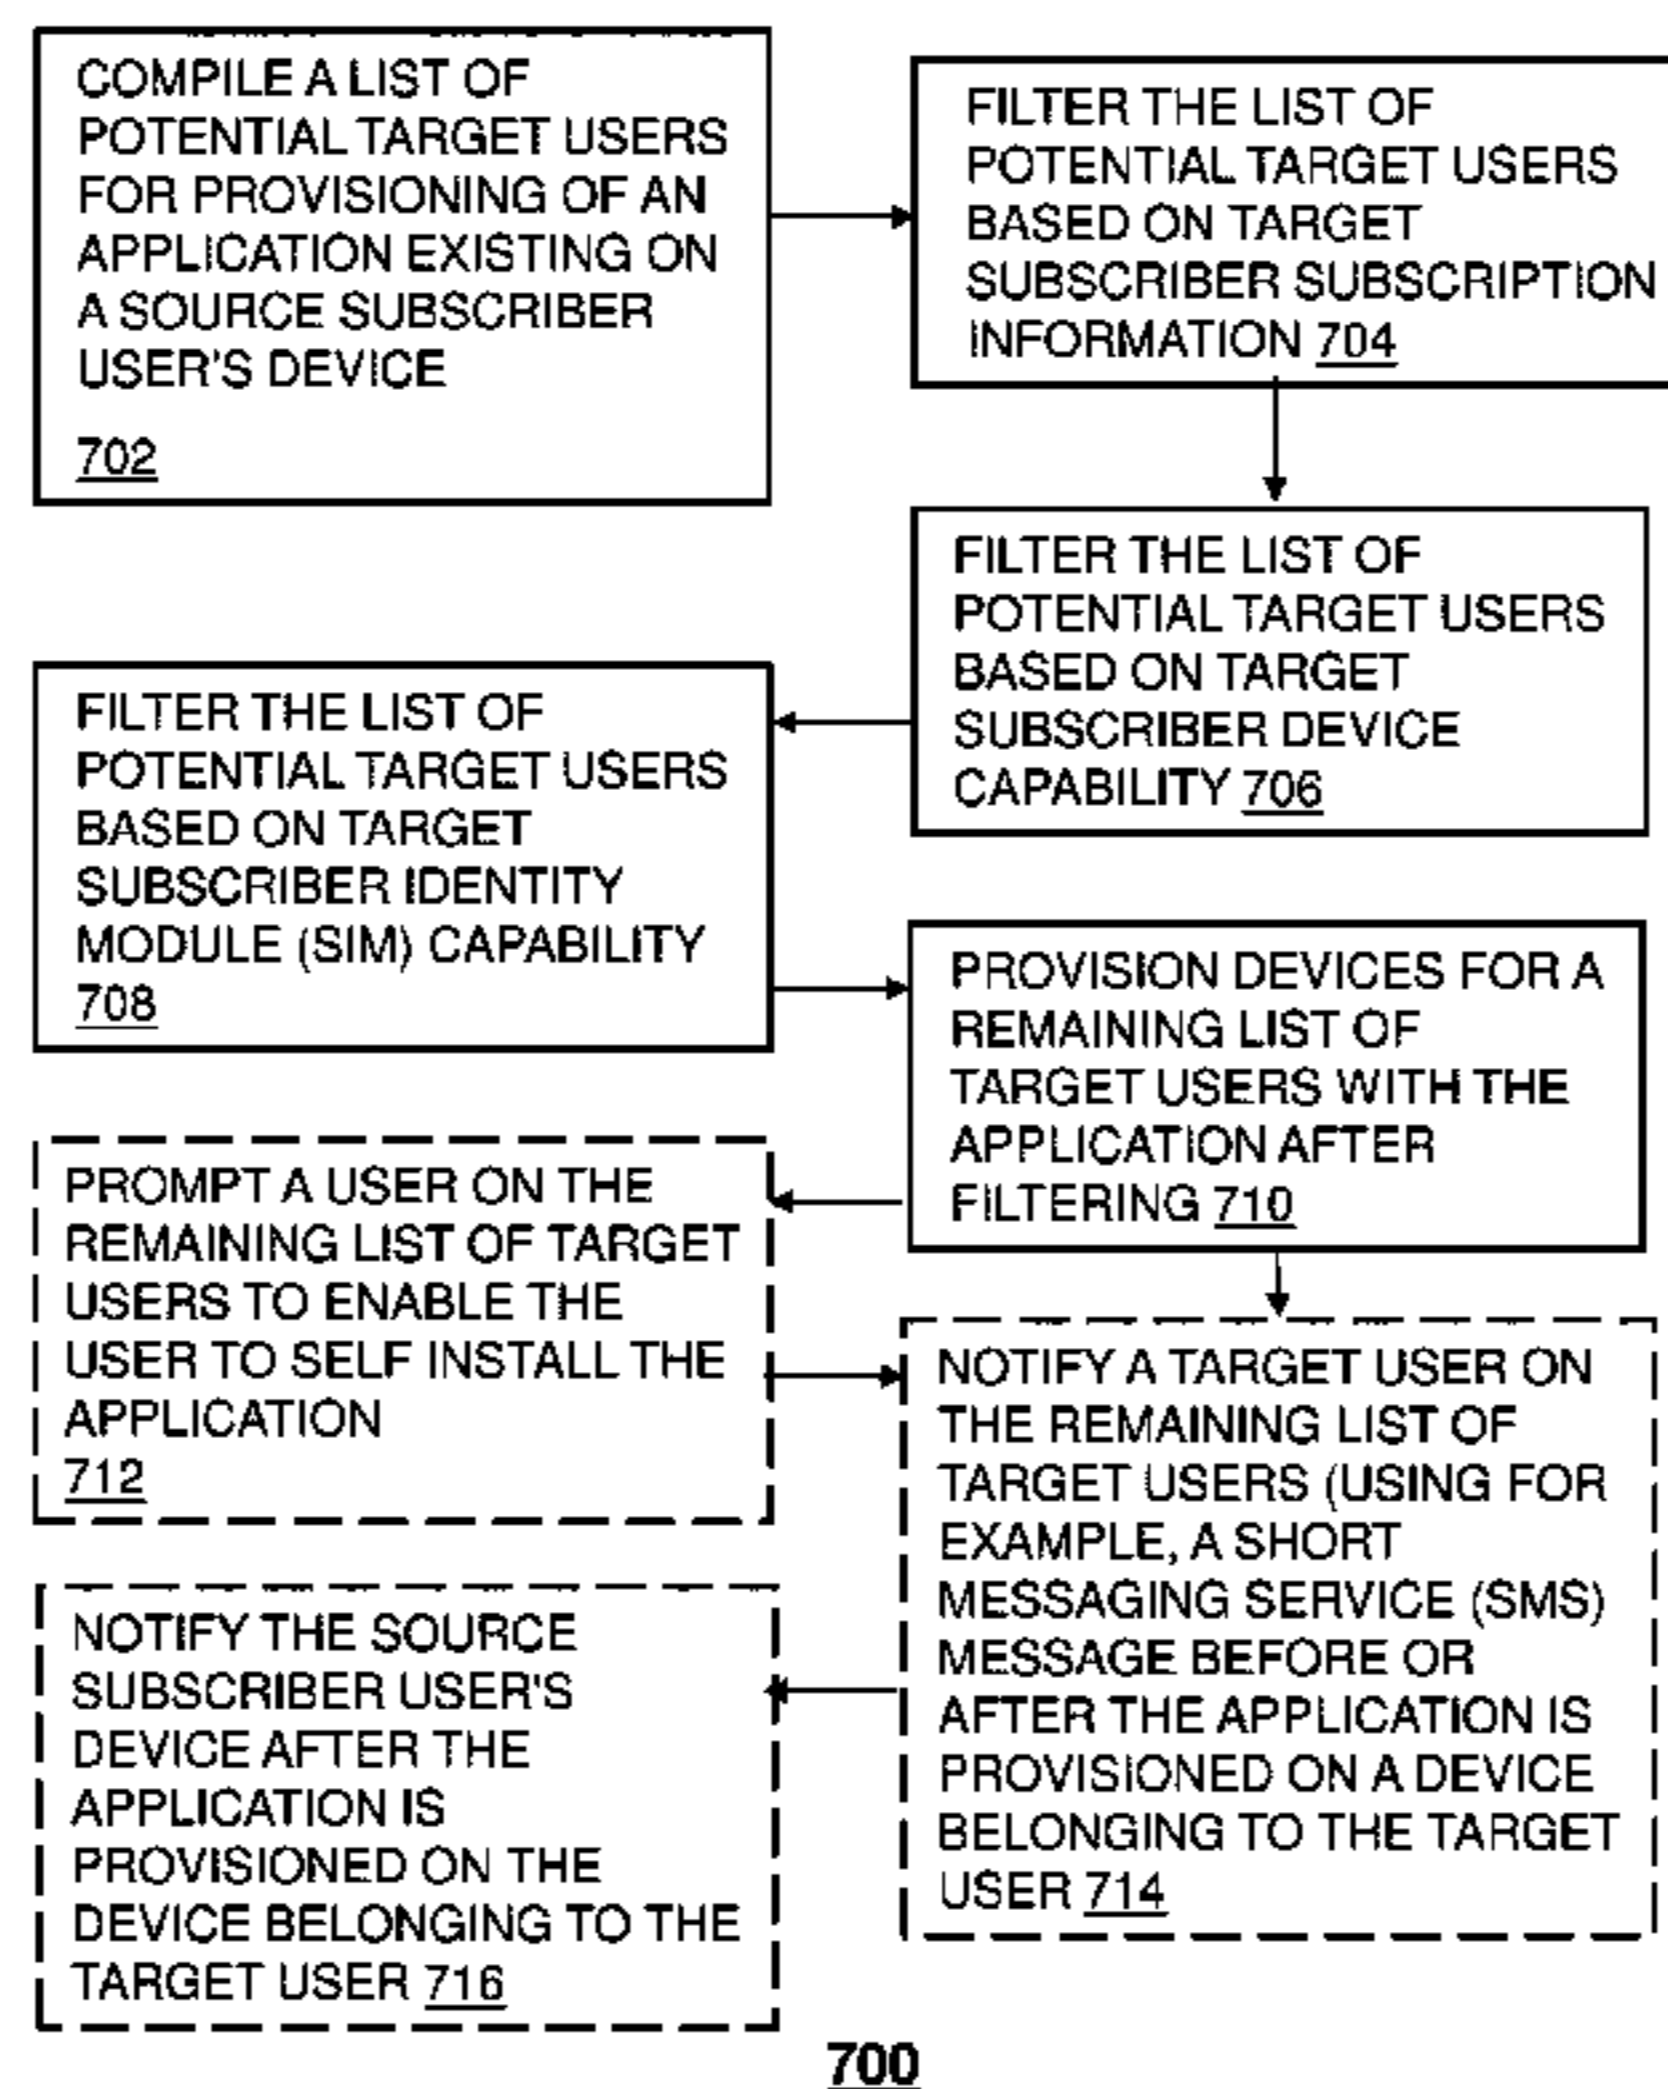 COMPILE A LIST OF
POTENTIAL TARGET USERS
FOR PROVISIONING OF AN
APPLICATION EXISTING ON
A SOURCE SUBSCRIBER
USER'S DEVICE
702
FILTER THE LIST OF
POTENTIAL TARGET USERS
BASED ON TARGET
SUBSCRIBER SUBSCRIPTION
INFORMATION 704
FILTER THE LIST OF
POTENTIAL TARGET USERS
BASED ON TARGET
SUBSCRIBER DEVICE
CAPABILITY 706
FILTER THE LIST OF
POTENTIAL TARGET USERS
BASED ON TARGET
SUBSCRIBER IDENTITY
MODULE (SIM) CAPABILITY
708
PROVISION DEVICES FOR A
REMAINING LIST OF
TARGET USERS WITH THE
APPLICATION AFTER
FILTERING 710
PROMPT A USER ON THE
REMAINING LIST OF TARGET
USERS TO ENABLE THE
USER TO SELF INSTALL THE
APPLICATION
712
NOTIFY A TARGET USER ON
THE REMAINING LIST OF
TARGET USERS (USING FOR
EXAMPLE, A SHORT
MESSAGING SERVICE (SMS)
MESSAGE BEFORE OR
AFTER THE APPLICATION IS
PROVISIONED ON A DEVICE
BELONGING TO THE TARGET
USER 714
NOTIFY THE SOURCE
SUBSCRIBER USER'S
DEVICE AFTER THE
APPLICATION IS
PROVISIONED ON THE
DEVICE BELONGING TO THE
TARGET USER 716
700